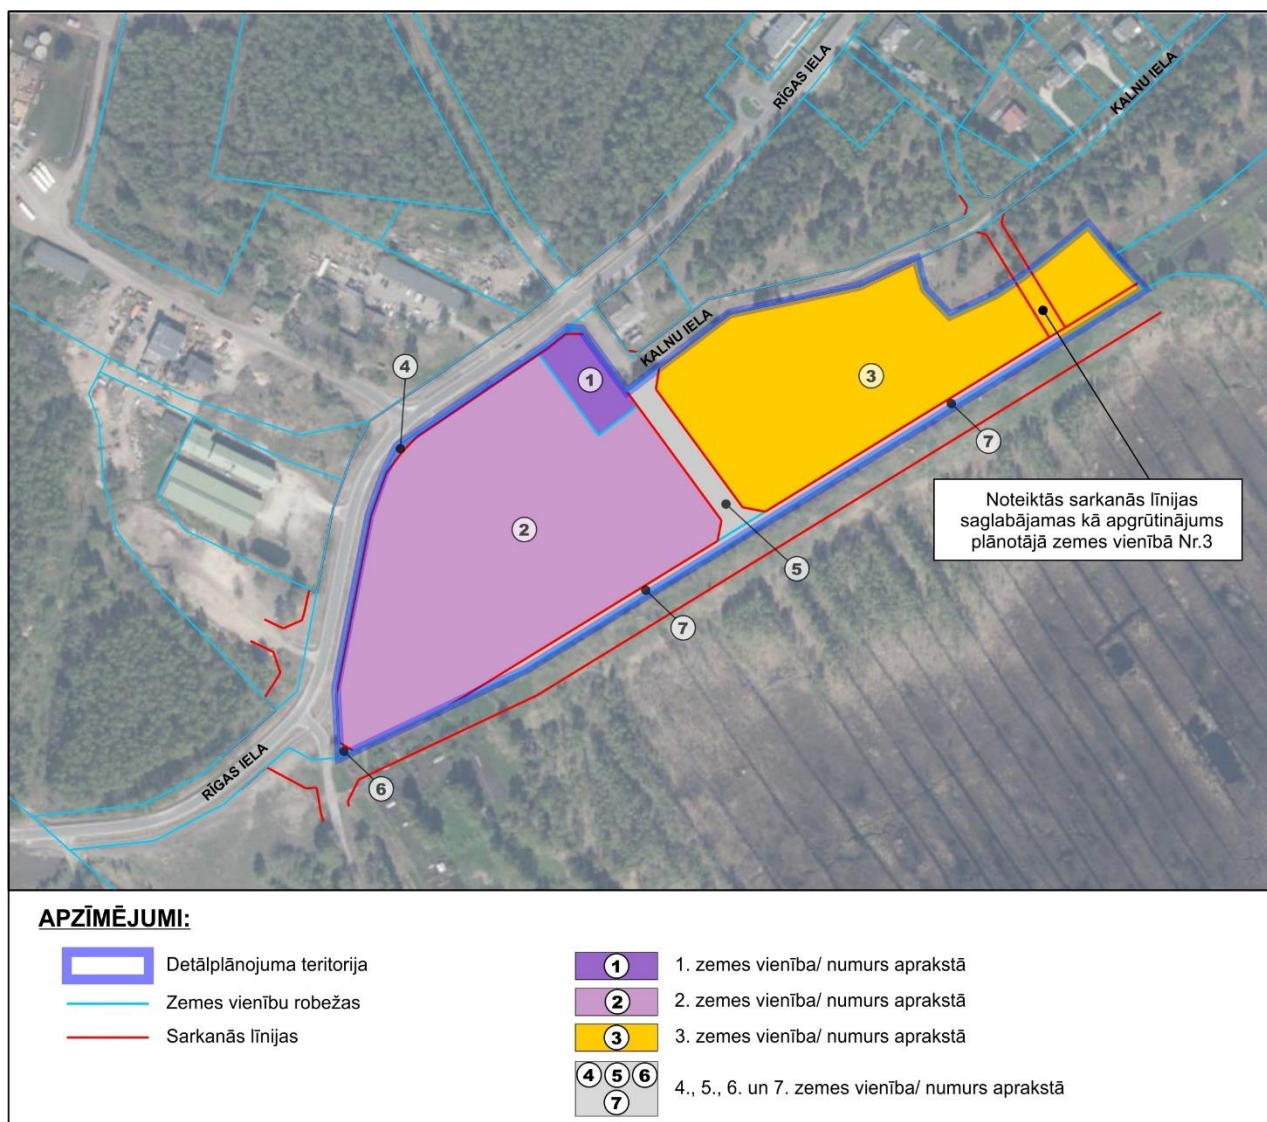 RĪGAS IELA
KALNU IELA
KALNU IELA
1
4
3
2
7
Noteiktās sarkanās līnijas
saglabājamas kā apgrūtinājums
plānotājā zemes vienībā Nr.3
5
7
RĪGAS IELA
6
APZĪMĒJUMI:
Detālplānojuma teritorija
Zemes vienību robežas
Sarkanās līnijas
1 1. zemes vienība/ numurs aprakstā
2 2. zemes vienība/ numurs aprakstā
3 3. zemes vienība/ numurs aprakstā
4 5 6
7
4., 5., 6. un 7. zemes vienība/ numurs aprakstā